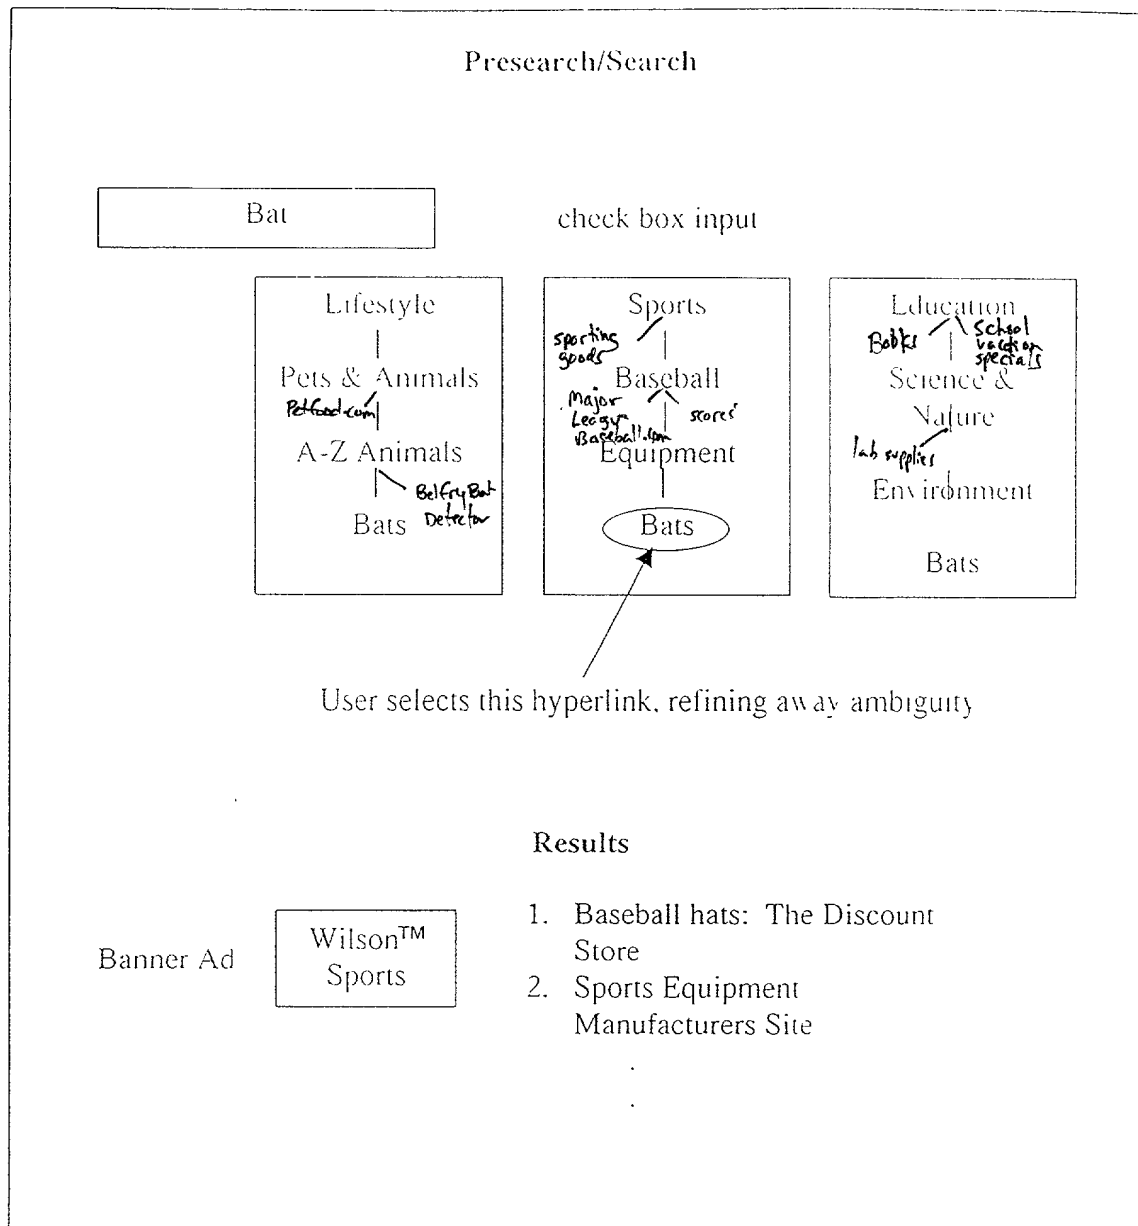 Presearch/Search
Bat
check box input
Lifestyle
Pets & Animals
Petfood.com
A-Z Animals
Belfry Bat
Detector
Bats
Sports
sporting
goods
Baseball
Major
League
Baseball.com
scores
Equipment
Bats
Education
Books
School
vacation
specials
Science &
Nature
lab supplies
Environment
Bats
User selects this hyperlink, refining away ambiguity
Results
Banner Ad
Wilson™
Sports
1. Baseball hats: The Discount
Store
2. Sports Equipment
Manufacturers Site
.
.